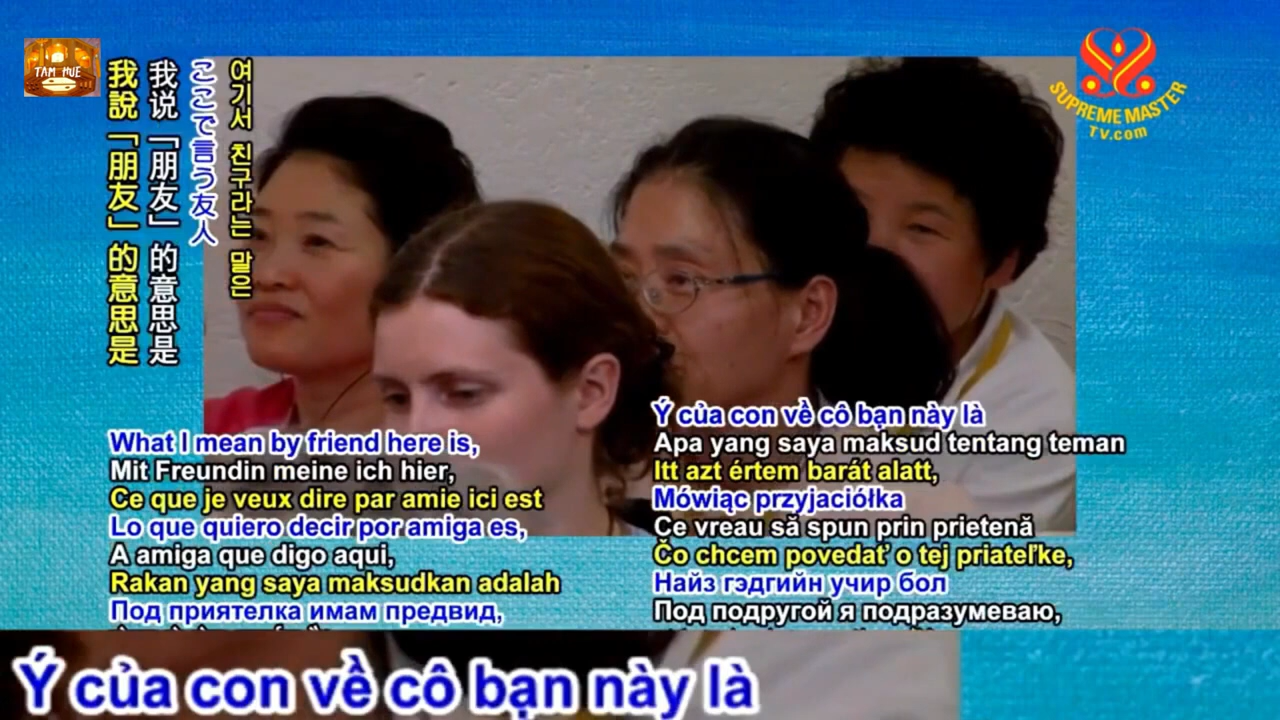 TAM HUE
我說「朋友」的意思是
我说「朋友」的意思是
ここで言う友人
여기서 친구라는 말은
SUPREME MASTER
TV.com
What I mean by friend here is,
Mit Freundin meine ich hier,
Ce que je veux dire par amie ici est
Lo que quiero decir por amiga es,
A amiga que digo aqui,
Rakan yang saya maksudkan adalah
Под приятелка имам предвид,
Ý của con về cô bạn này là
Apa yang saya maksud tentang teman
Itt azt értem barát alatt,
Mówiąc przyjaciółka
Ce vreau să spun prin prietenă
Čo chcem povedať o tej priateľke,
Найз гэдгийн учир бол
Под подругой я подразумеваю,
Ý của con về cô bạn này là